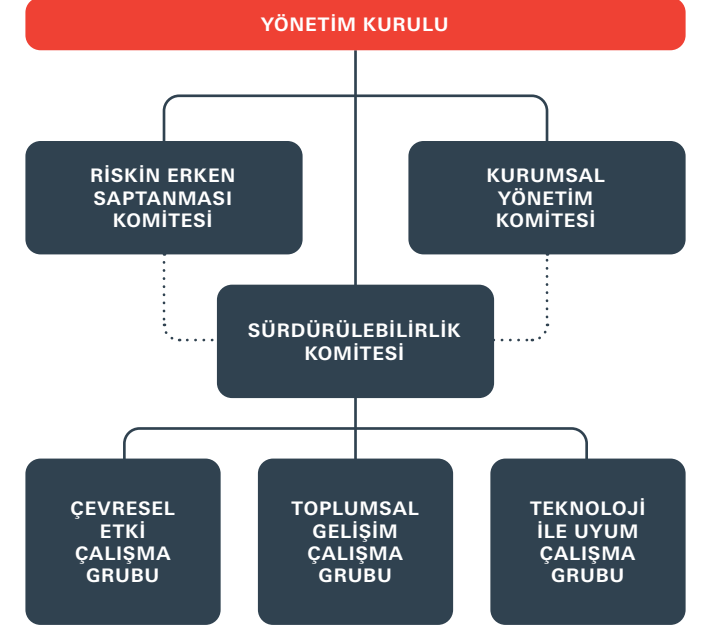 YÖNETİM KURULU
RİSKİN ERKEN
SAPTANMASI
KOMİTESİ
KURUMSAL
YÖNETİM
KOMİTESİ
SÜRDÜRÜLEBİLİRLİK
KOMİTESİ
ÇEVRESEL
ETKİ
ÇALIŞMA
GRUBU
TOPLUMSAL
GELİŞİM
ÇALIŞMA
GRUBU
TEKNOLOJİ
İLE UYUM
ÇALIŞMA
GRUBU